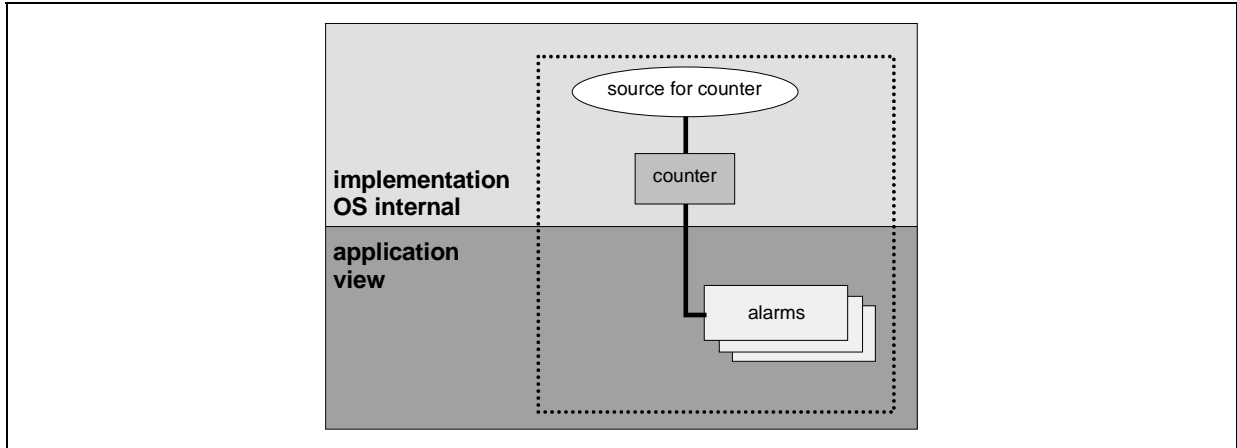 source for counter
counter
implementation
OS internal
application
view
alarms